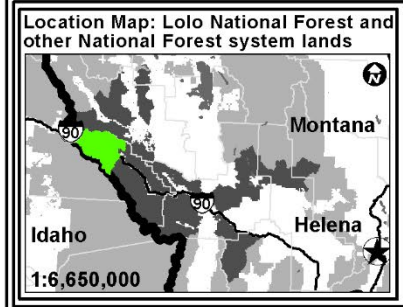 Location Map: Lolo National Forest and
other National Forest system lands
N
90
Montana
90
Helena
Idaho
1:6,650,000